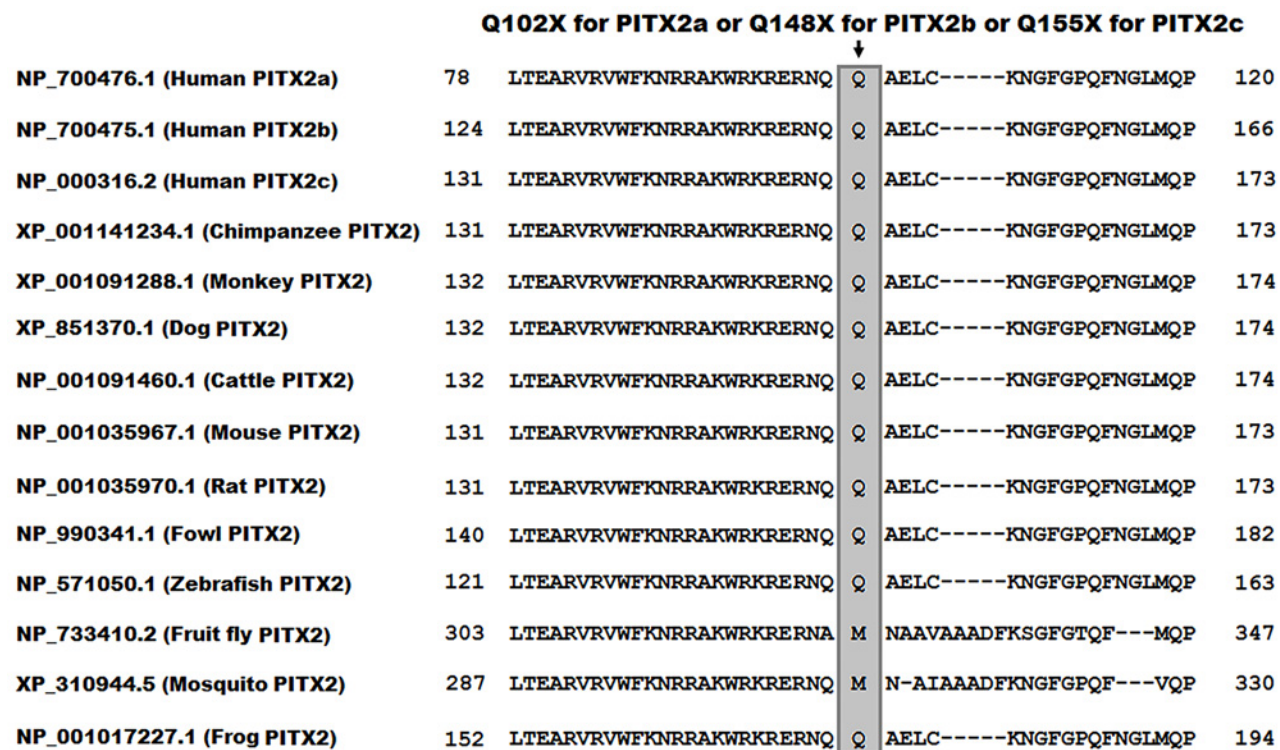 Q102X for PITX2a or Q148X for PITX2b or Q155X for PITX2c
NP_700476.1 (Human PITX2a) 78 LTEARVRVWFKNRRAKWRKRERNQ Q AELC-----KNGFGPQFNGLMQP 120
NP_700475.1 (Human PITX2b) 124 LTEARVRVWFKNRRAKWRKRERNQ Q AELC-----KNGFGPQFNGLMQP 166
NP_000316.2 (Human PITX2c) 131 LTEARVRVWFKNRRAKWRKRERNQ Q AELC-----KNGFGPQFNGLMQP 173
XP_001141234.1 (Chimpanzee PITX2) 131 LTEARVRVWFKNRRAKWRKRERNQ Q AELC-----KNGFGPQFNGLMQP 173
XP_001091288.1 (Monkey PITX2) 132 LTEARVRVWFKNRRAKWRKRERNQ Q AELC-----KNGFGPQFNGLMQP 174
XP_851370.1 (Dog PITX2) 132 LTEARVRVWFKNRRAKWRKRERNQ Q AELC-----KNGFGPQFNGLMQP 174
NP_001091460.1 (Cattle PITX2) 132 LTEARVRVWFKNRRAKWRKRERNQ Q AELC-----KNGFGPQFNGLMQP 174
NP_001035967.1 (Mouse PITX2) 131 LTEARVRVWFKNRRAKWRKRERNQ Q AELC-----KNGFGPQFNGLMQP 173
NP_001035970.1 (Rat PITX2) 131 LTEARVRVWFKNRRAKWRKRERNQ Q AELC-----KNGFGPQFNGLMQP 173
NP_990341.1 (Fowl PITX2) 140 LTEARVRVWFKNRRAKWRKRERNQ Q AELC-----KNGFGPQFNGLMQP 182
NP_571050.1 (Zebrafish PITX2) 121 LTEARVRVWFKNRRAKWRKRERNQ Q AELC-----KNGFGPQFNGLMQP 163
NP_733410.2 (Fruit fly PITX2) 303 LTEARVRVWFKNRRAKWRKRERNA M NAAVAAADFKSGFGTQF---MQP 347
XP_310944.5 (Mosquito PITX2) 287 LTEARVRVWFKNRRAKWRKRERNQ M N-AIAAADFKNGFGPQF---VQP 330
NP_001017227.1 (Frog PITX2) 152 LTEARVRVWFKNRRAKWRKRERNQ Q AELC-----KNGFGPQFNGLMQP 194